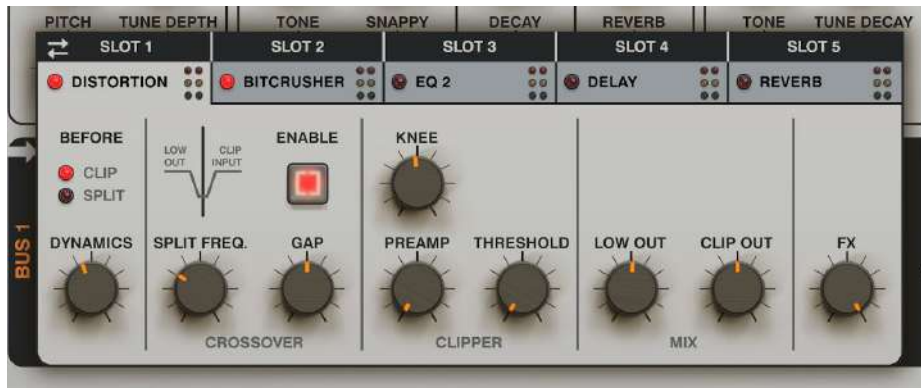 PITCH TUNE DEPTH TONE SNAPPY DECAY REVERB TONE TUNE DECAY
SLOT 1 SLOT 2 SLOT 3 SLOT 4 SLOT 5
DISTORTION BITCRUSHER EQ 2 DELAY REVERB
BEFORE LOW OUT CLIP INPUT ENABLE KNEE
CLIP
SPLIT
BUS 1
DYNAMICS SPLIT FREQ. GAP PREAMP THRESHOLD LOW OUT CLIP OUT FX
CROSSOVER CLIPPER MIX